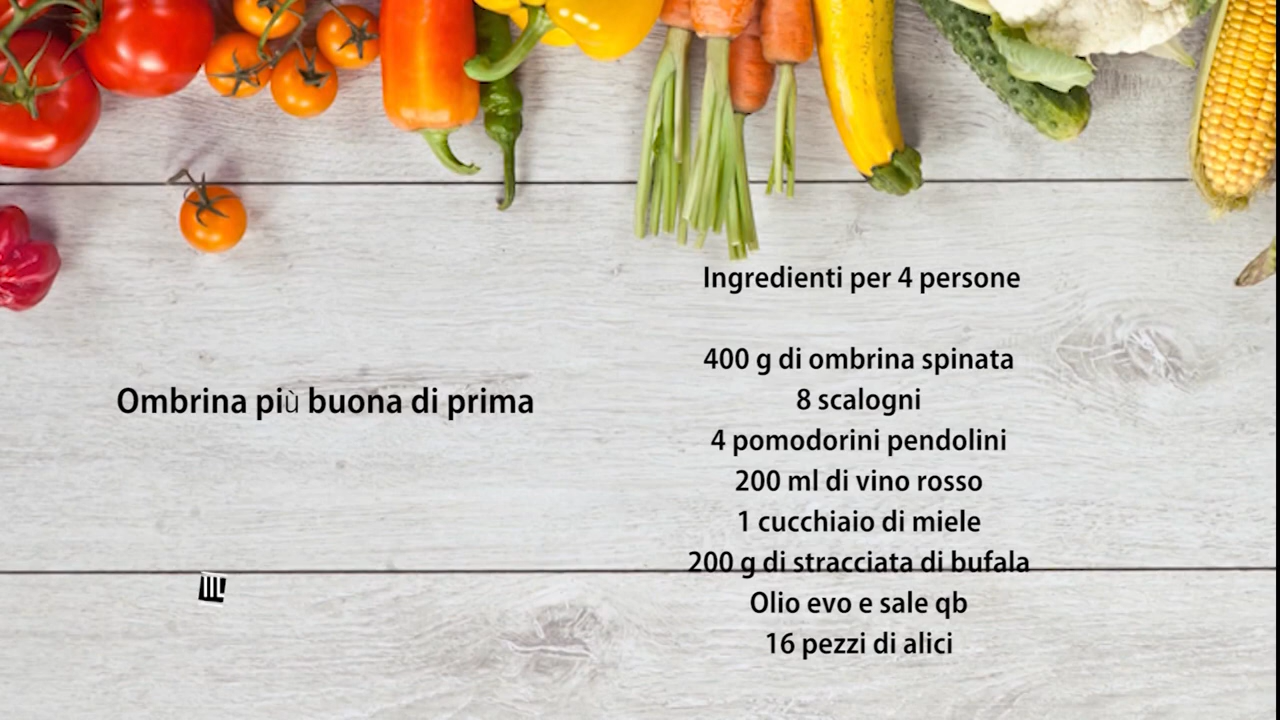 Ombrina più buona di prima
Ingredienti per 4 persone
400 g di ombrina spinata
8 scalogni
4 pomodorini pendolini
200 ml di vino rosso
1 cucchiaio di miele
200 g di stracciata di bufala
Olio evo e sale qb
16 pezzi di alici